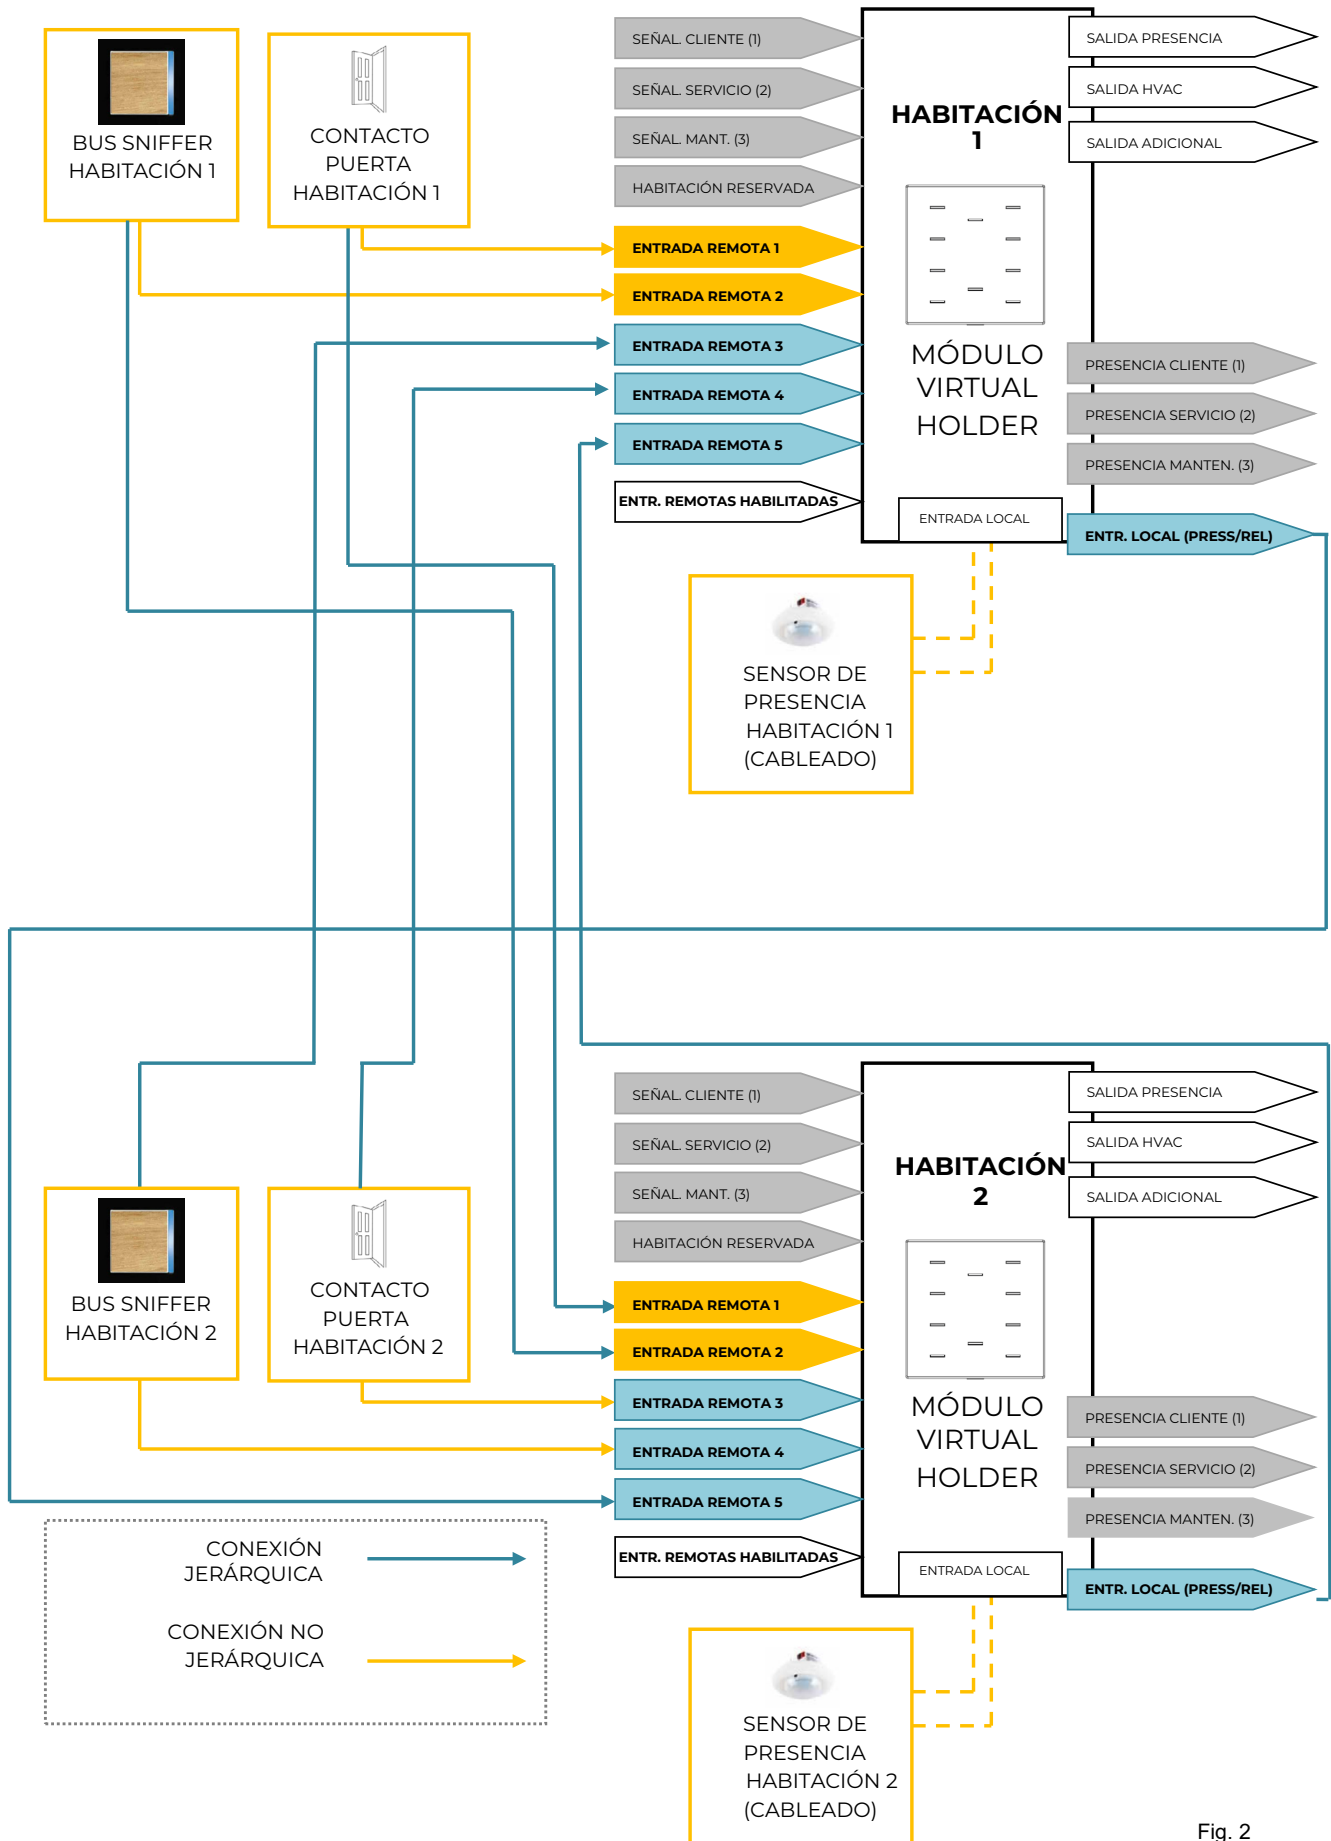 BUS SNIFFER
HABITACIÓN 1
CONTACTO
PUERTA
HABITACIÓN 1
SEÑAL. CLIENTE (1)
SEÑAL. SERVICIO (2)
SEÑAL. MANT. (3)
HABITACIÓN RESERVADA
ENTRADA REMOTA 1
ENTRADA REMOTA 2
ENTRADA REMOTA 3
ENTRADA REMOTA 4
ENTRADA REMOTA 5
ENTR. REMOTAS HABILITADAS
HABITACIÓN
1
MÓDULO
VIRTUAL
HOLDER
ENTRADA LOCAL
SALIDA PRESENCIA
SALIDA HVAC
SALIDA ADICIONAL
PRESENCIA CLIENTE (1)
PRESENCIA SERVICIO (2)
PRESENCIA MANTEN. (3)
ENTR. LOCAL (PRESS/REL)
SENSOR DE
PRESENCIA
HABITACIÓN 1
(CABLEADO)
BUS SNIFFER
HABITACIÓN 2
CONTACTO
PUERTA
HABITACIÓN 2
SEÑAL. CLIENTE (1)
SEÑAL. SERVICIO (2)
SEÑAL. MANT. (3)
HABITACIÓN RESERVADA
ENTRADA REMOTA 1
ENTRADA REMOTA 2
ENTRADA REMOTA 3
ENTRADA REMOTA 4
ENTRADA REMOTA 5
ENTR. REMOTAS HABILITADAS
HABITACIÓN
2
MÓDULO
VIRTUAL
HOLDER
ENTRADA LOCAL
SALIDA PRESENCIA
SALIDA HVAC
SALIDA ADICIONAL
PRESENCIA CLIENTE (1)
PRESENCIA SERVICIO (2)
PRESENCIA MANTEN. (3)
ENTR. LOCAL (PRESS/REL)
CONEXIÓN
JERÁRQUICA
CONEXIÓN NO
JERÁRQUICA
SENSOR DE
PRESENCIA
HABITACIÓN 2
(CABLEADO)
Fig. 2